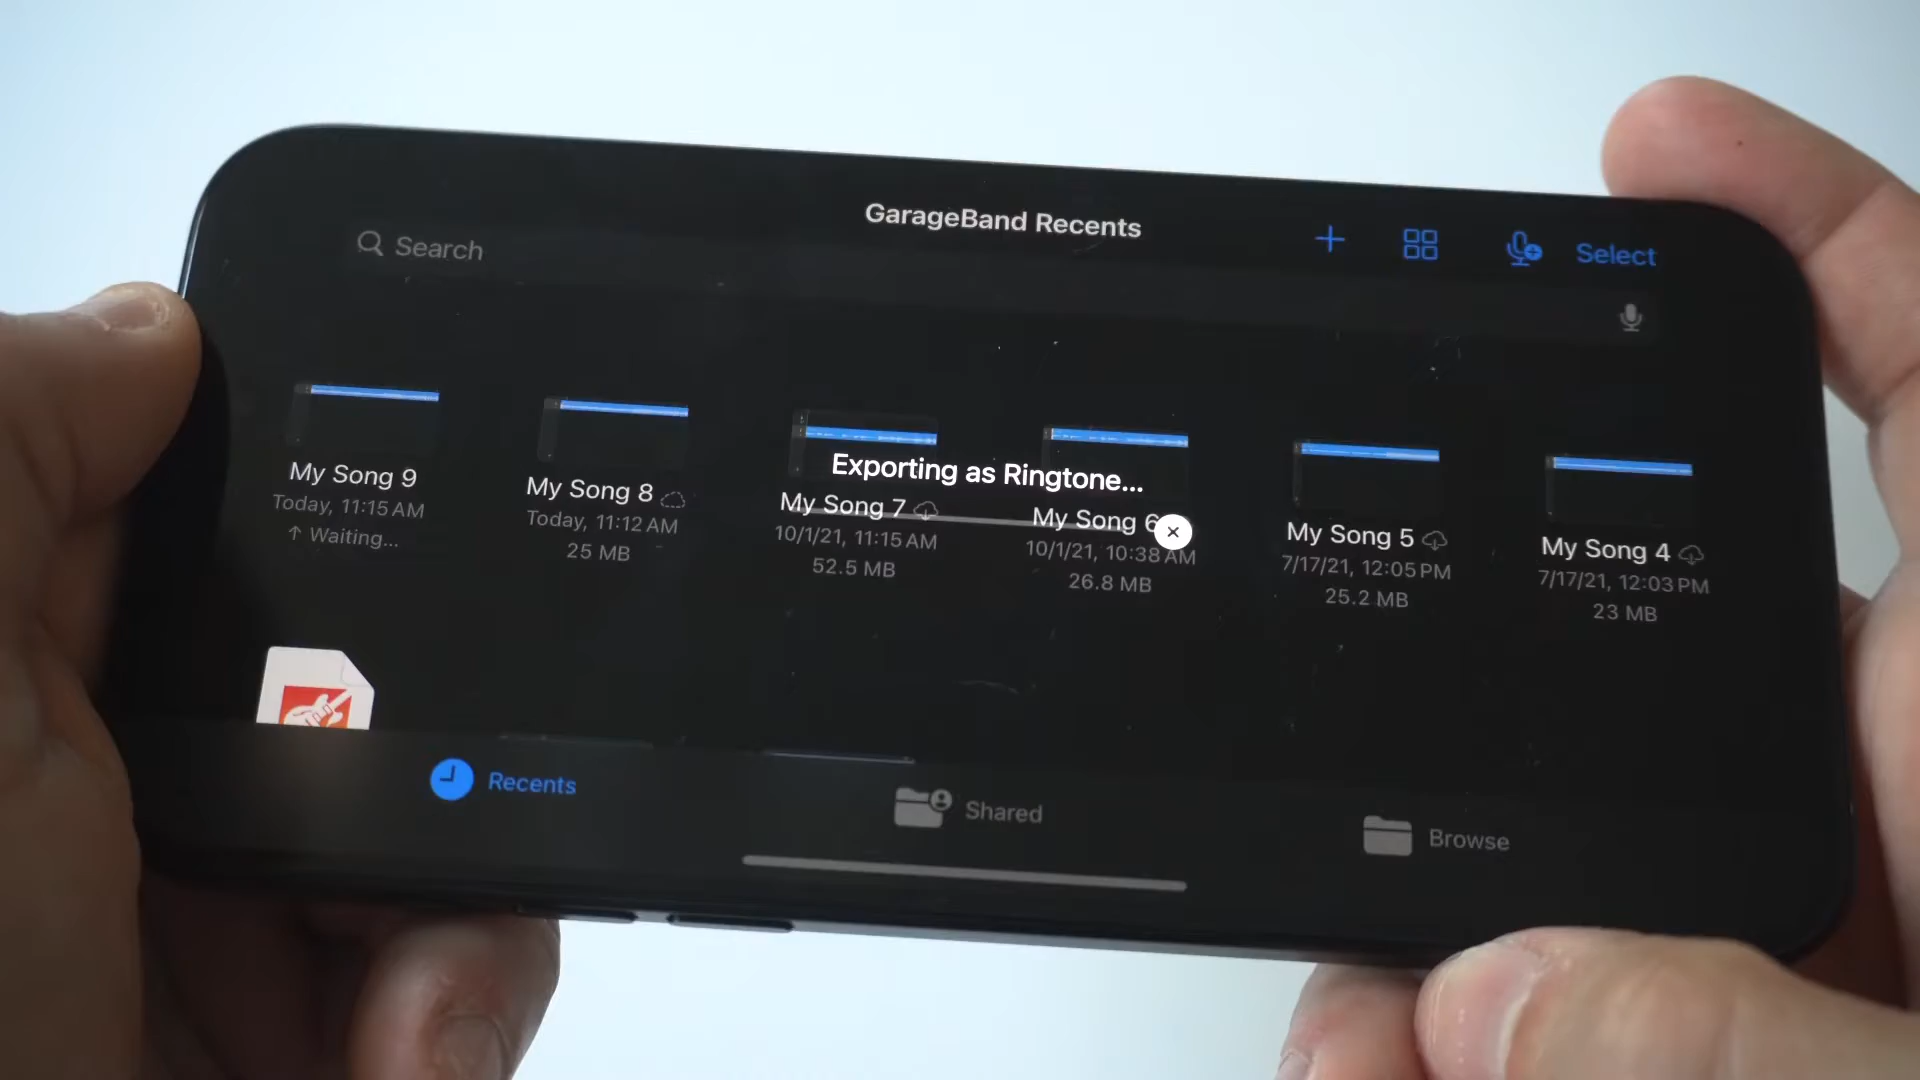 GarageBand Recents
Search
Select
Exporting as Ringtone...
My Song 9
Today, 11:15 AM
↑ Waiting...
My Song 8
Today, 11:12 AM
25 MB
My Song 7
10/1/21, 11:15 AM
52.5 MB
My Song 6
10/1/21, 10:38 AM
26.8 MB
My Song 5
7/17/21, 12:05 PM
25.2 MB
My Song 4
7/17/21, 12:03 PM
23 MB
Recents
Shared
Browse